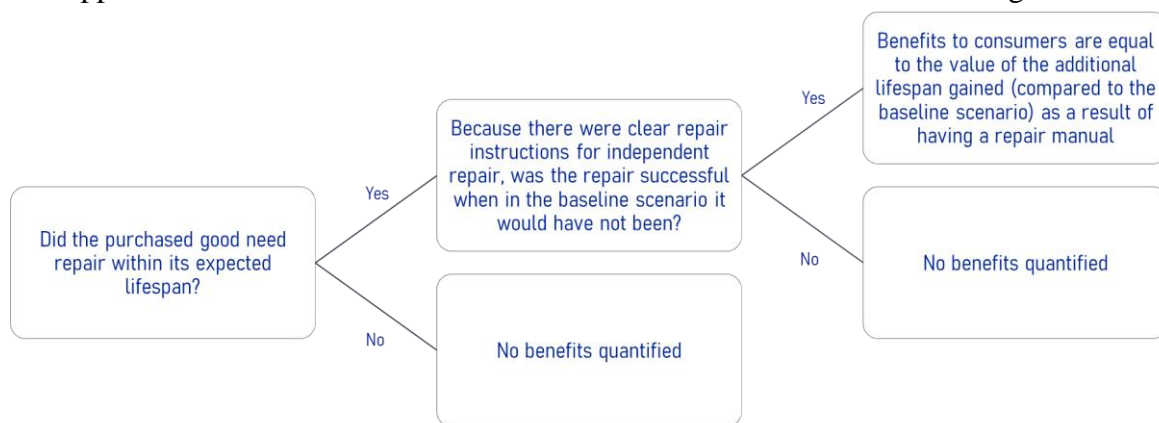 Benefits to consumers are equal
to the value of the additional
lifespan gained (compared to the
baseline scenario) as a result of
having a repair manual
Yes
Because there were clear repair
instructions for independent
repair, was the repair successful
when in the baseline scenario it
would have not been?
Yes
Did the purchased good need
repair within its expected
lifespan?
No
No benefits quantified
No
No benefits quantified